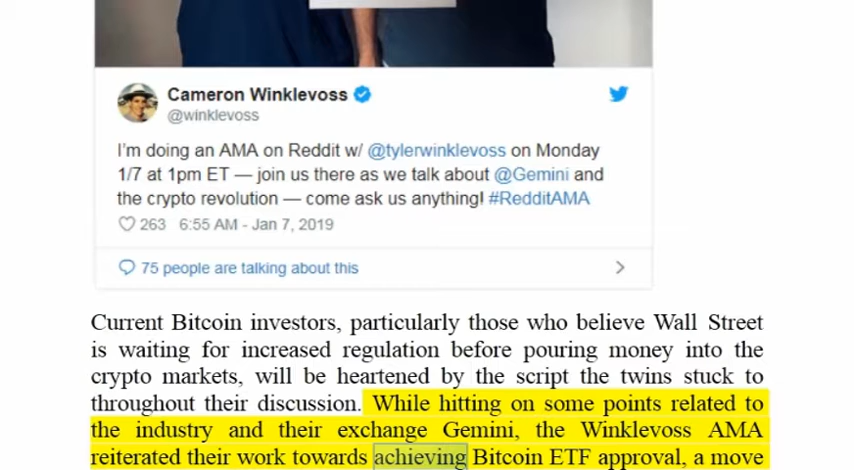 Cameron Winklevoss
@winklevoss
I'm doing an AMA on Reddit w/ @tylerwinklevoss on Monday
1/7 at 1pm ET — join us there as we talk about @Gemini and
the crypto revolution — come ask us anything! #RedditAMA
263 6:55 AM - Jan 7, 2019
75 people are talking about this
Current Bitcoin investors, particularly those who believe Wall Street
is waiting for increased regulation before pouring money into the
crypto markets, will be heartened by the script the twins stuck to
throughout their discussion. While hitting on some points related to
the industry and their exchange Gemini, the Winklevoss AMA
reiterated their work towards achieving Bitcoin ETF approval, a move